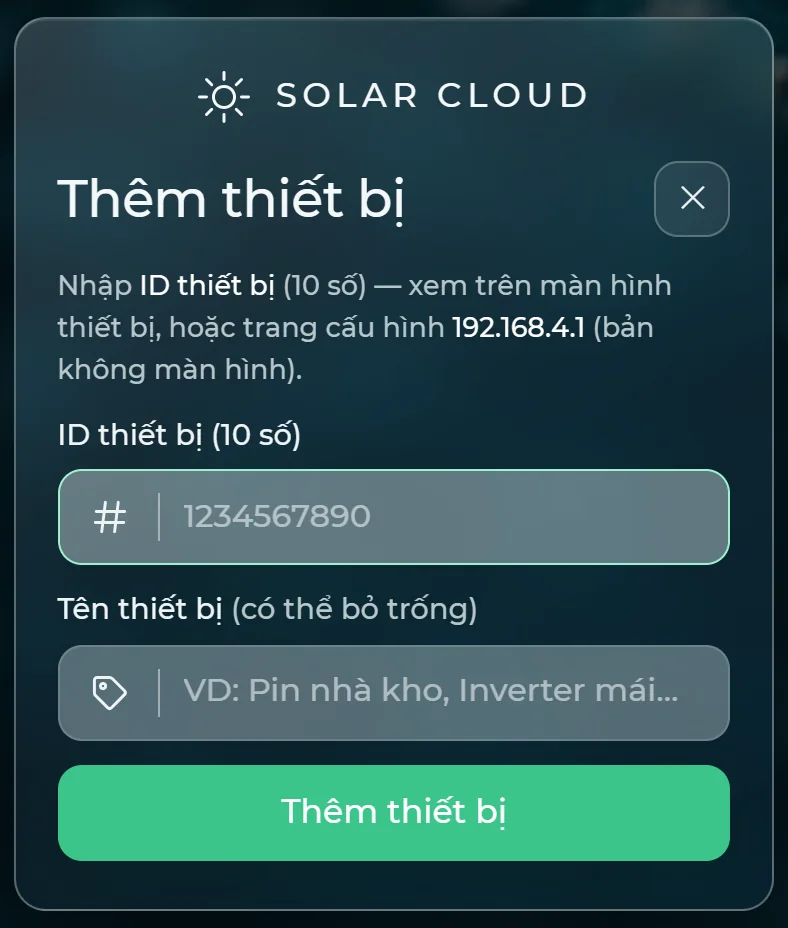 SOLAR CLOUD
Thêm thiết bị
Nhập ID thiết bị (10 số) — xem trên màn hình
thiết bị, hoặc trang cấu hình 192.168.4.1 (bản
không màn hình).
ID thiết bị (10 số)
# 1234567890
Tên thiết bị (có thể bỏ trống)
VD: Pin nhà kho, Inverter mái...
Thêm thiết bị